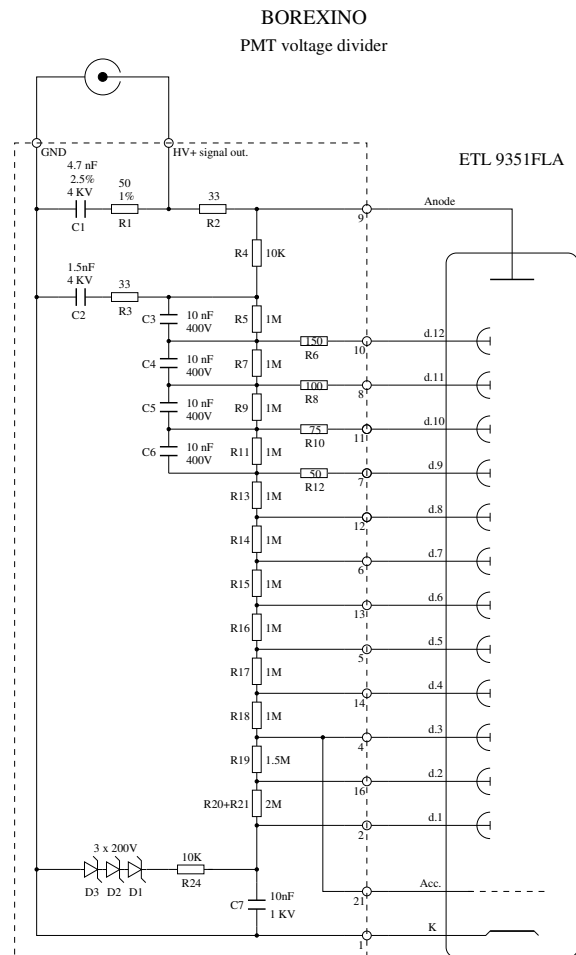 BOREXINO
PMT voltage divider
GND
HV+ signal out.
ETL 9351FLA
4.7 nF
2.5%
4 KV
C1
50
1%
R1
33
R2
9
Anode
R4
10K
1.5nF
4 KV
C2
33
R3
C3
10 nF
400V
R5
1M
150
R6
10
d.12
C4
10 nF
400V
R7
1M
100
R8
8
d.11
C5
10 nF
400V
R9
1M
75
R10
11
d.10
C6
10 nF
400V
R11
1M
50
R12
7
d.9
R13
1M
12
d.8
R14
1M
6
d.7
R15
1M
13
d.6
R16
1M
5
d.5
R17
1M
14
d.4
R18
1M
4
d.3
R19
1.5M
16
d.2
R20+R21
2M
2
d.1
3 x 200V
D3
D2
D1
10K
R24
C7
10nF
1 KV
21
Acc.
1
K